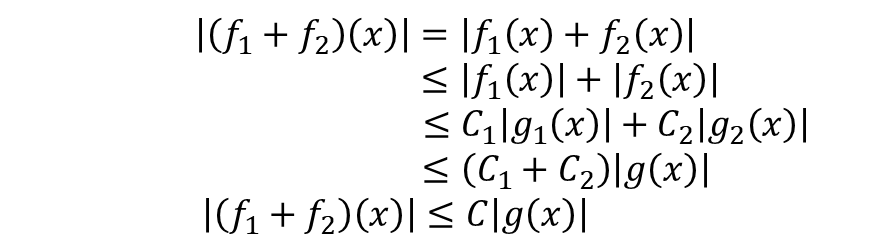 |(f₁ + f₂)(x)| = |f₁(x) + f₂(x)|
≤ |f₁(x)| + |f₂(x)|
≤ C₁|g₁(x)| + C₂|g₂(x)|
≤ (C₁ + C₂)|g(x)|
|(f₁ + f₂)(x)| ≤ C|g(x)|